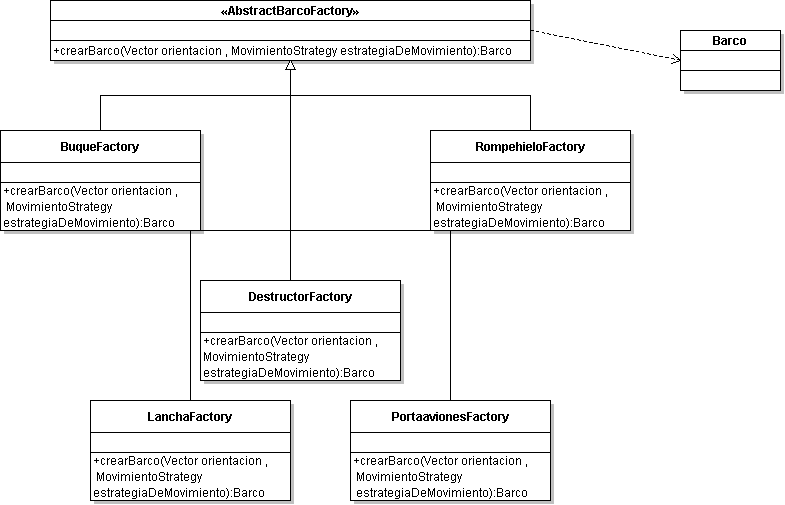 «AbstractBarcoFactory»
+crearBarco(Vector orientacion , MovimientoStrategy estrategiaDeMovimiento):Barco
Barco
BuqueFactory
+crearBarco(Vector orientacion ,
MovimientoStrategy
estrategiaDeMovimiento):Barco
RompehieloFactory
+crearBarco(Vector orientacion ,
MovimientoStrategy
estrategiaDeMovimiento):Barco
DestructorFactory
+crearBarco(Vector orientacion ,
MovimientoStrategy
estrategiaDeMovimiento):Barco
LanchaFactory
+crearBarco(Vector orientacion ,
MovimientoStrategy
estrategiaDeMovimiento):Barco
PortaavionesFactory
+crearBarco(Vector orientacion ,
MovimientoStrategy
estrategiaDeMovimiento):Barco